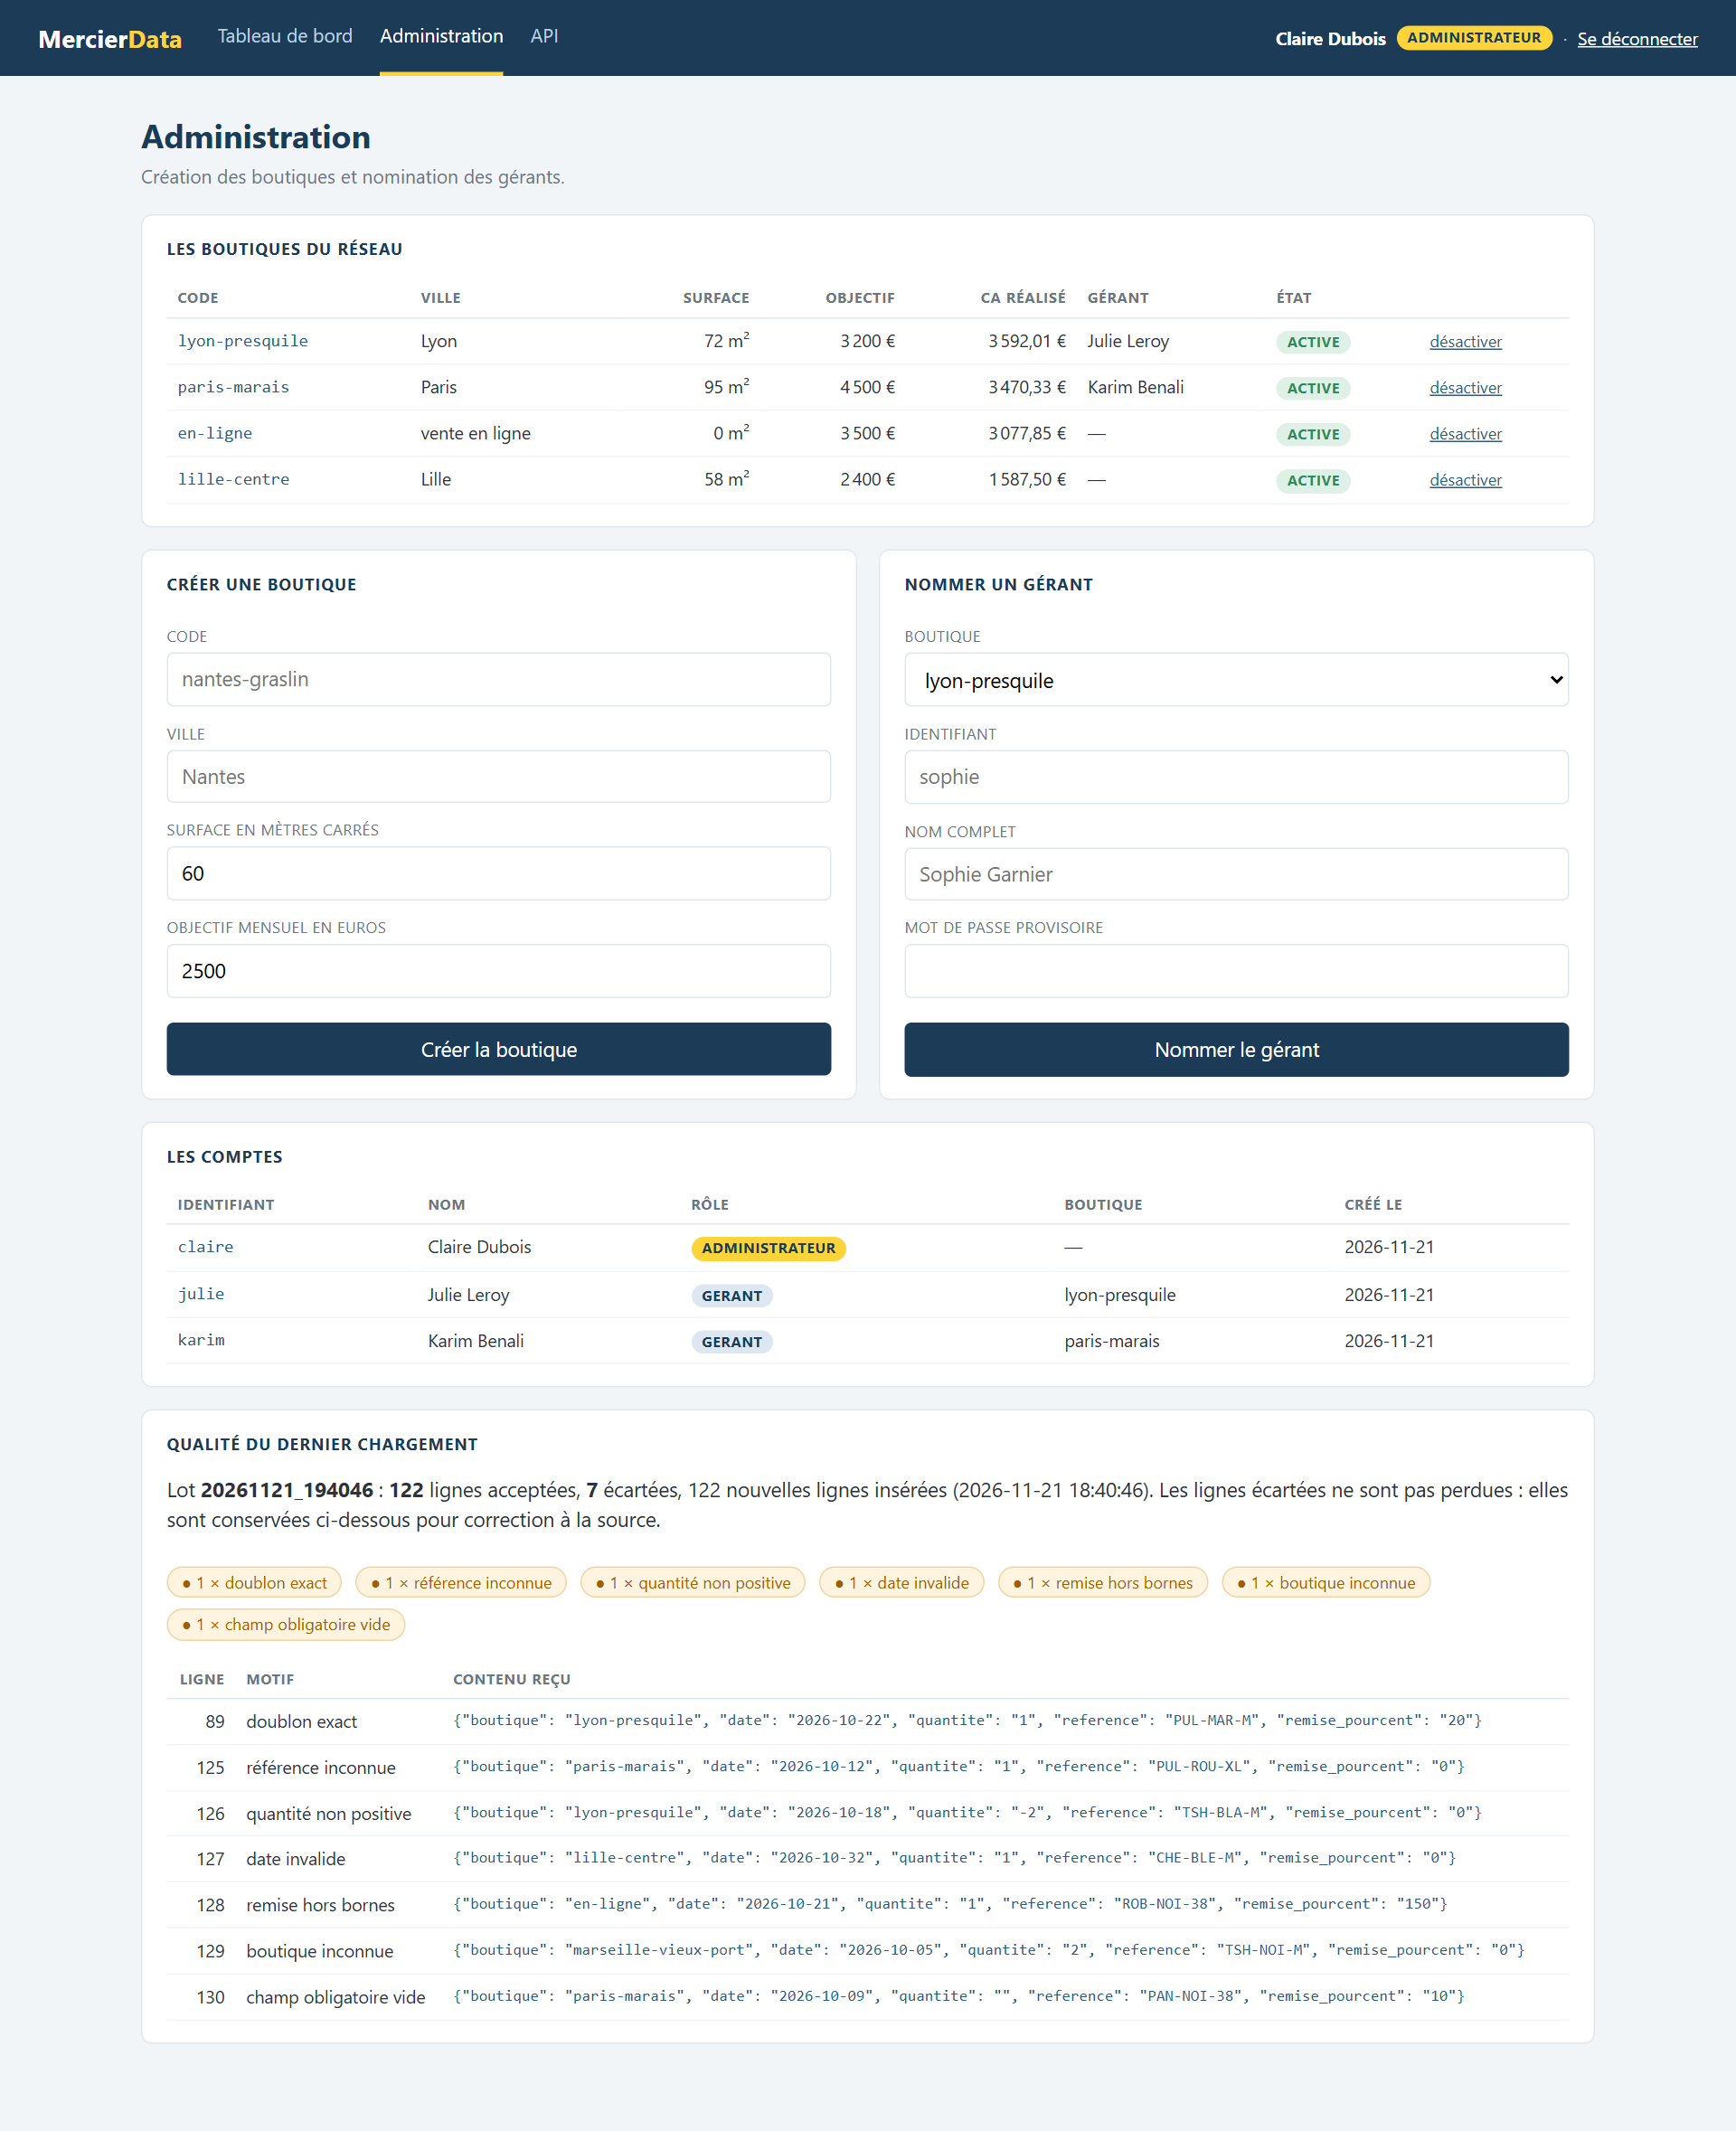 MercierData Tableau de bord Administration API Claire Dubois ADMINISTRATEUR · Se déconnecter
Administration
Création des boutiques et nomination des gérants.
LES BOUTIQUES DU RÉSEAU
CODE VILLE SURFACE OBJECTIF CA RÉALISÉ GÉRANT ÉTAT
lyon-presquile Lyon 72 m² 3 200 € 3 592,01 € Julie Leroy ACTIVE désactiver
paris-marais Paris 95 m² 4 500 € 3 470,33 € Karim Benali ACTIVE désactiver
en-ligne vente en ligne 0 m² 3 500 € 3 077,85 € — ACTIVE désactiver
lille-centre Lille 58 m² 2 400 € 1 587,50 € — ACTIVE désactiver
CRÉER UNE BOUTIQUE
CODE
nantes-graslin
VILLE
Nantes
SURFACE EN MÈTRES CARRÉS
60
OBJECTIF MENSUEL EN EUROS
2500
Créer la boutique
NOMMER UN GÉRANT
BOUTIQUE
lyon-presquile
IDENTIFIANT
sophie
NOM COMPLET
Sophie Garnier
MOT DE PASSE PROVISOIRE
Nommer le gérant
LES COMPTES
IDENTIFIANT NOM RÔLE BOUTIQUE CRÉÉ LE
claire Claire Dubois ADMINISTRATEUR — 2026-11-21
julie Julie Leroy GERANT lyon-presquile 2026-11-21
karim Karim Benali GERANT paris-marais 2026-11-21
QUALITÉ DU DERNIER CHARGEMENT
Lot 20261121_194046 : 122 lignes acceptées, 7 écartées, 122 nouvelles lignes insérées (2026-11-21 18:40:46). Les lignes écartées ne sont pas perdues : elles
sont conservées ci-dessous pour correction à la source.
● 1 × doublon exact ● 1 × référence inconnue ● 1 × quantité non positive ● 1 × date invalide ● 1 × remise hors bornes ● 1 × boutique inconnue
● 1 × champ obligatoire vide
LIGNE MOTIF CONTENU REÇU
89 doublon exact {"boutique": "lyon-presquile", "date": "2026-10-22", "quantite": "1", "reference": "PUL-MAR-M", "remise_pourcent": "20"}
125 référence inconnue {"boutique": "paris-marais", "date": "2026-10-12", "quantite": "1", "reference": "PUL-ROU-XL", "remise_pourcent": "0"}
126 quantité non positive {"boutique": "lyon-presquile", "date": "2026-10-18", "quantite": "-2", "reference": "TSH-BLA-M", "remise_pourcent": "0"}
127 date invalide {"boutique": "lille-centre", "date": "2026-10-32", "quantite": "1", "reference": "CHE-BLE-M", "remise_pourcent": "0"}
128 remise hors bornes {"boutique": "en-ligne", "date": "2026-10-21", "quantite": "1", "reference": "ROB-NOI-38", "remise_pourcent": "150"}
129 boutique inconnue {"boutique": "marseille-vieux-port", "date": "2026-10-05", "quantite": "2", "reference": "TSH-NOI-M", "remise_pourcent": "0"}
130 champ obligatoire vide {"boutique": "paris-marais", "date": "2026-10-09", "quantite": "", "reference": "PAN-NOI-38", "remise_pourcent": "10"}